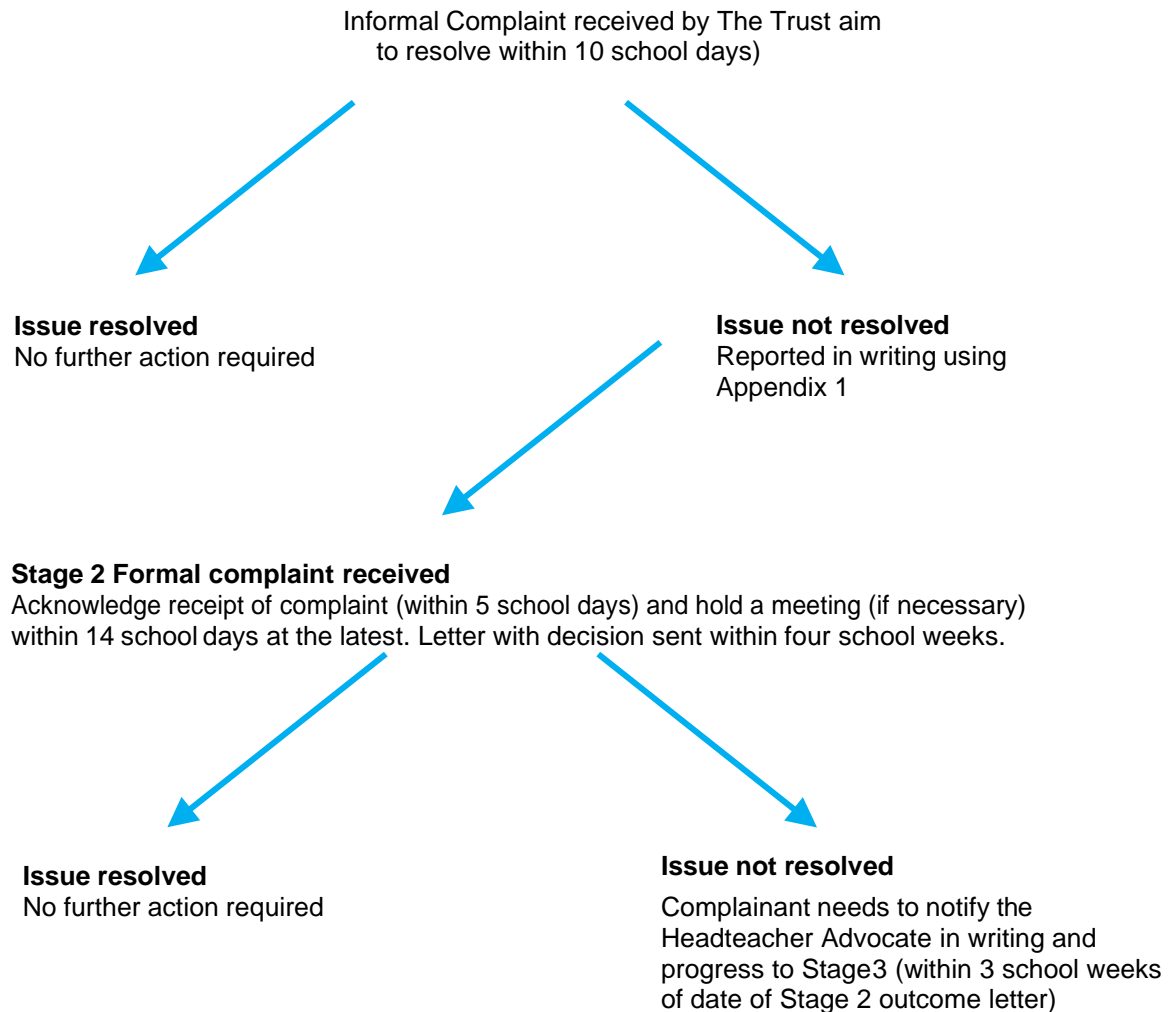 Informal Complaint received by The Trust aim
to resolve within 10 school days)
Issue resolved
No further action required
Issue not resolved
Reported in writing using
Appendix 1
Stage 2 Formal complaint received
Acknowledge receipt of complaint (within 5 school days) and hold a meeting (if necessary)
within 14 school days at the latest. Letter with decision sent within four school weeks.
Issue resolved
No further action required
Issue not resolved
Complainant needs to notify the
Headteacher Advocate in writing and
progress to Stage3 (within 3 school weeks
of date of Stage 2 outcome letter)